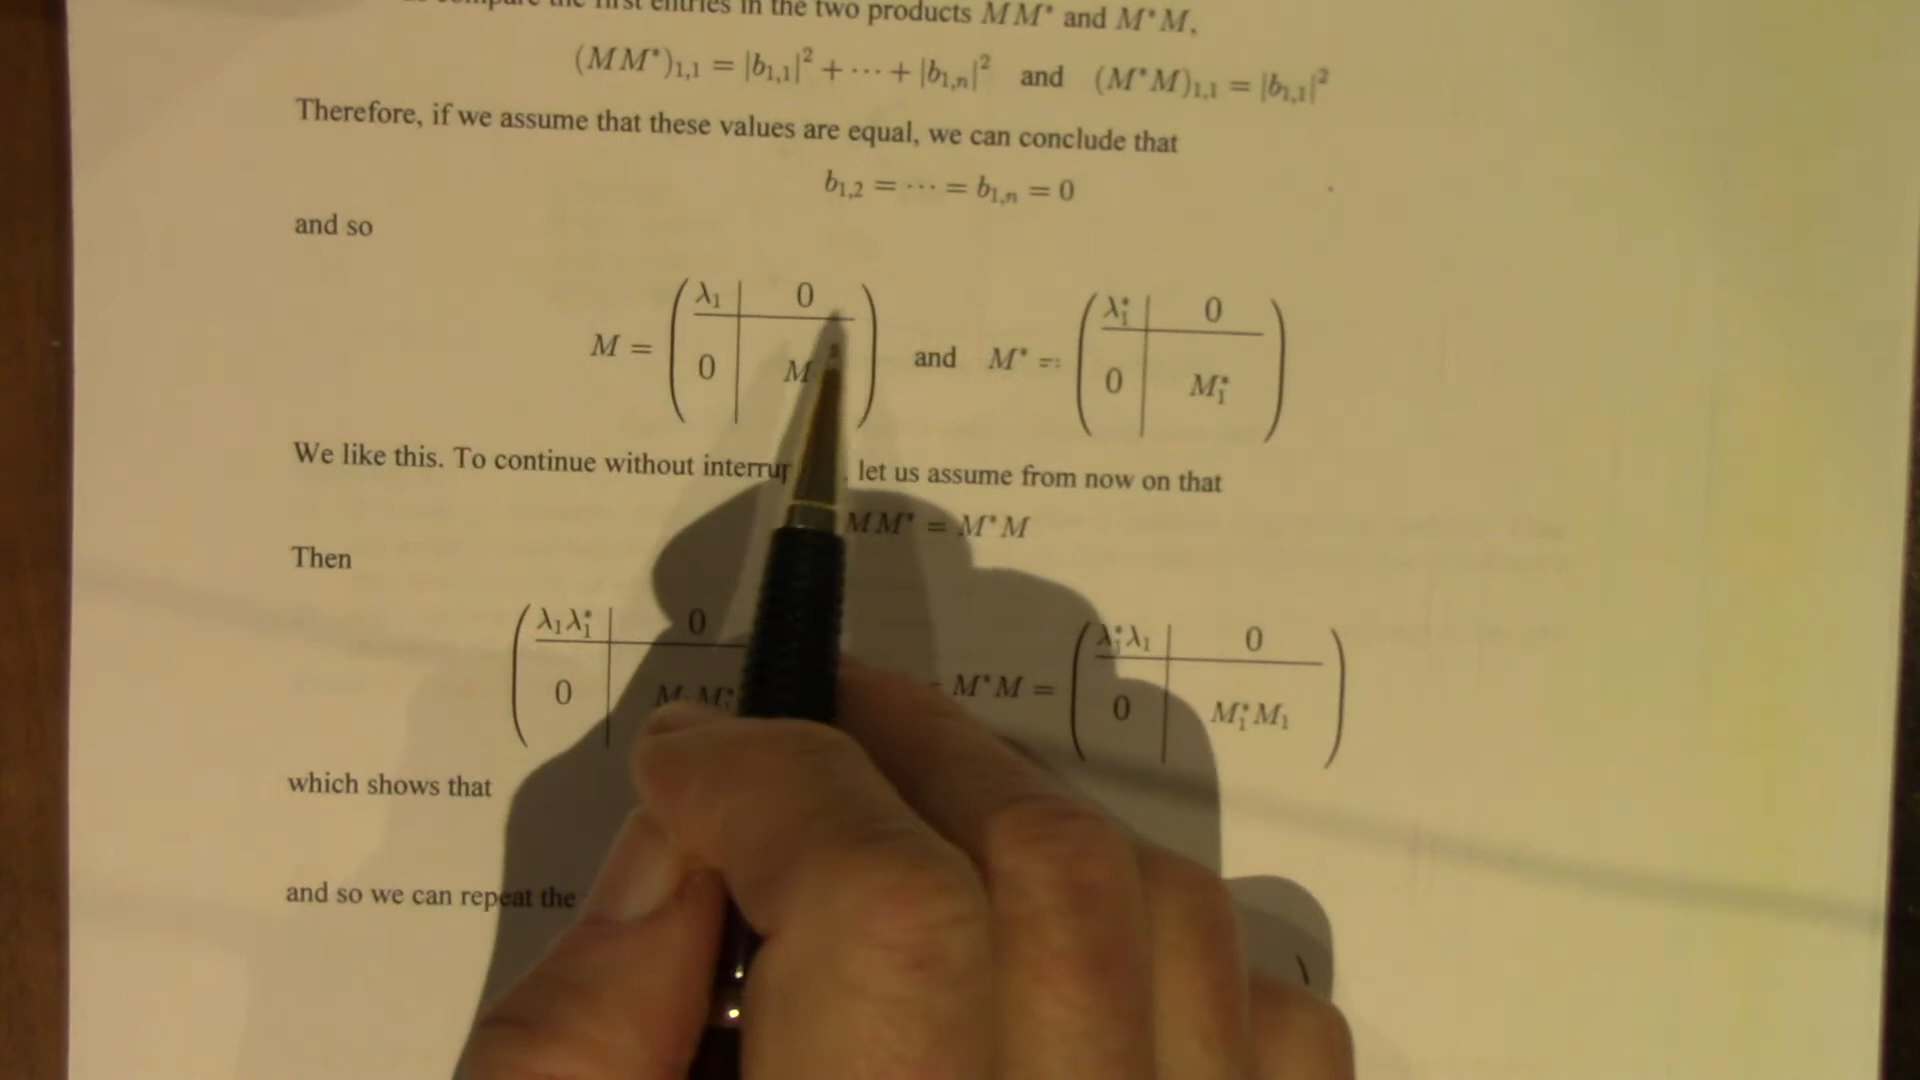 the first entries in the two products MM* and M*M,
(MM*)₁,₁ = |b₁,₁|² + ⋯ + |b₁,ₙ|² and (M*M)₁,₁ = |b₁,₁|²
Therefore, if we assume that these values are equal, we can conclude that
b₁,₂ = ⋯ = b₁,ₙ = 0
and so
M = ( λ₁ | 0 ; 0 | M ) and M* = ( λ₁* | 0 ; 0 | M₁* )
We like this. To continue without let us assume from now on that
MM* = M*M
Then
( λ₁λ₁* | 0 ; 0 | M₁M₁* M*M = ( λ₁*λ₁ | 0 ; 0 | M₁*M₁ )
which shows that
and so we can repeat the